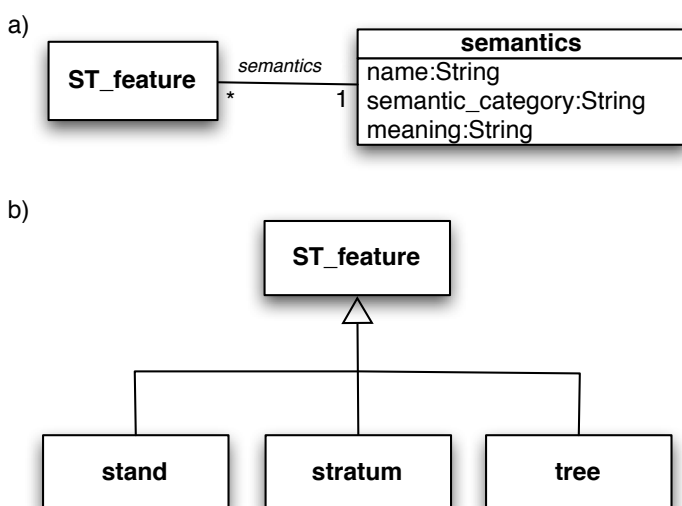 a)
ST_feature
semantics
*
1
semantics
name:String
semantic_category:String
meaning:String
b)
ST_feature
stand
stratum
tree